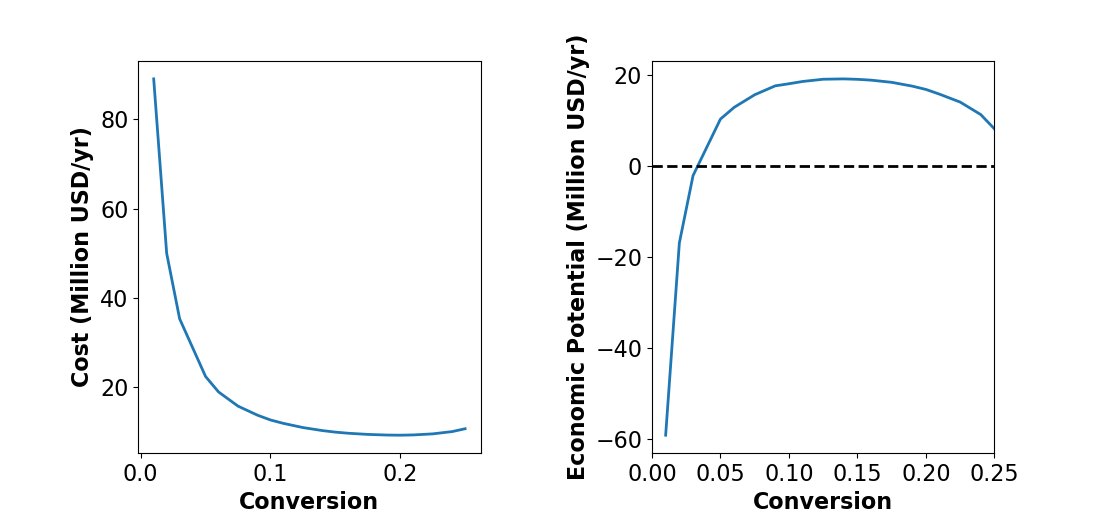 Cost (Million USD/yr)
80
60
40
20
0.0 0.1 0.2
Conversion
Economic Potential (Million USD/yr)
20
0
−20
−40
−60
0.00 0.05 0.10 0.15 0.20 0.25
Conversion